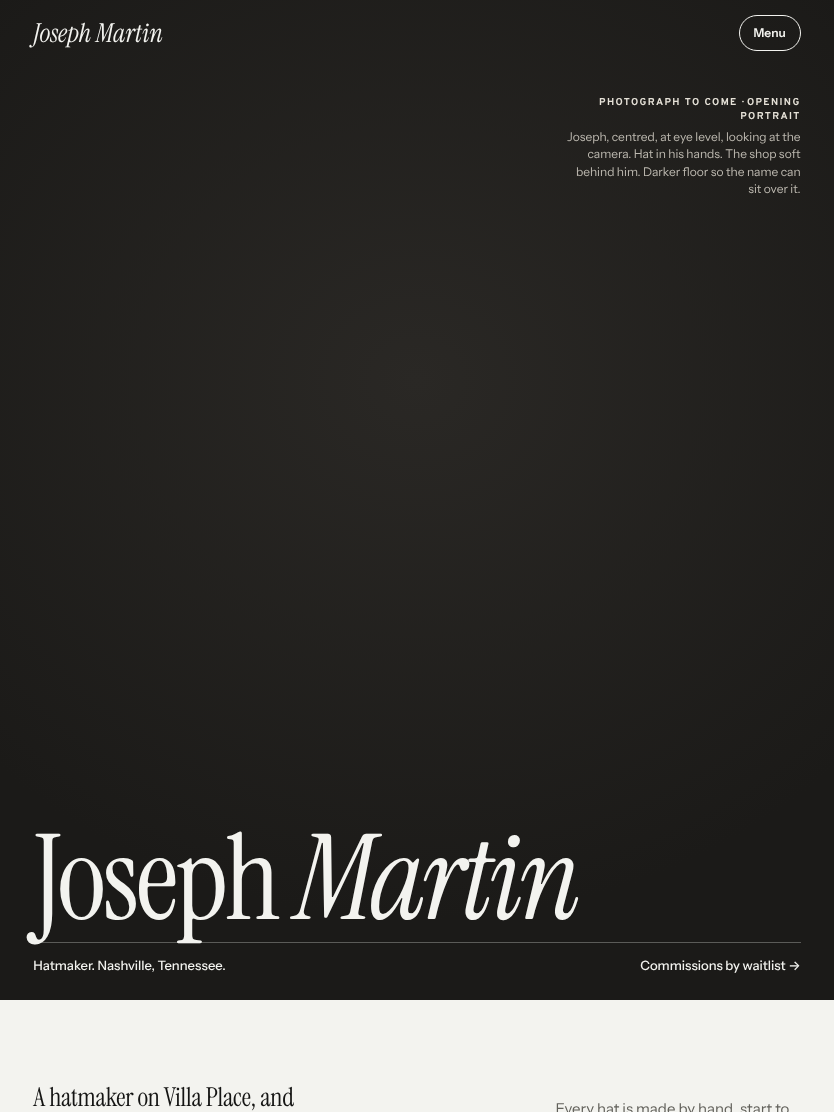 Joseph Martin
Menu
PHOTOGRAPH TO COME · OPENING
PORTRAIT
Joseph, centred, at eye level, looking at the
camera. Hat in his hands. The shop soft
behind him. Darker floor so the name can
sit over it.
Joseph Martin
Hatmaker. Nashville, Tennessee.
Commissions by waitlist →
A hatmaker on Villa Place, and
Every hat is made by hand, start to